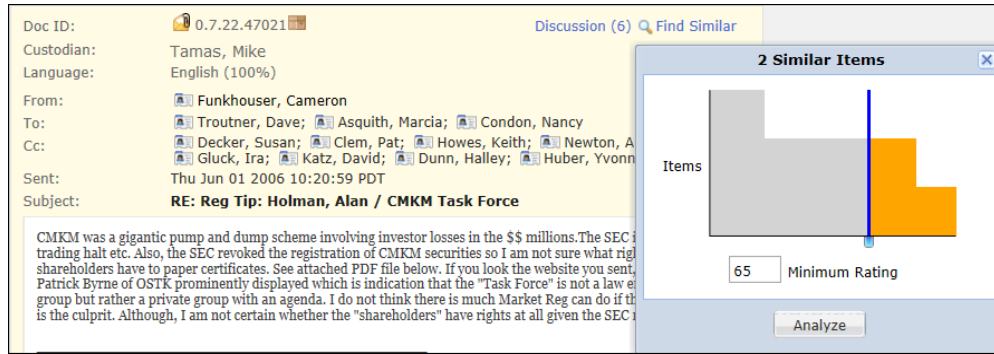 Doc ID: 0.7.22.47021 Discussion (6) Find Similar
Custodian: Tamas, Mike
Language: English (100%)
From: Funkhouser, Cameron
To: Troutner, Dave; Asquith, Marcia; Condon, Nancy
Cc: Decker, Susan; Clem, Pat; Howes, Keith; Newton, A
Gluck, Ira; Katz, David; Dunn, Halley; Huber, Yvonn
Sent: Thu Jun 01 2006 10:20:59 PDT
Subject: RE: Reg Tip: Holman, Alan / CMKM Task Force
CMKM was a gigantic pump and dump scheme involving investor losses in the $$ millions.The SEC i
trading halt etc. Also, the SEC revoked the registration of CMKM securities so I am not sure what righ
shareholders have to paper certificates. See attached PDF file below. If you look the website you sent,
Patrick Byrne of OSTK prominently displayed which is indication that the "Task Force" is not a law e
group but rather a private group with an agenda. I do not think there is much Market Reg can do if th
is the culprit. Although, I am not certain whether the "shareholders" have rights at all given the SEC r
2 Similar Items
Items
65 Minimum Rating
Analyze